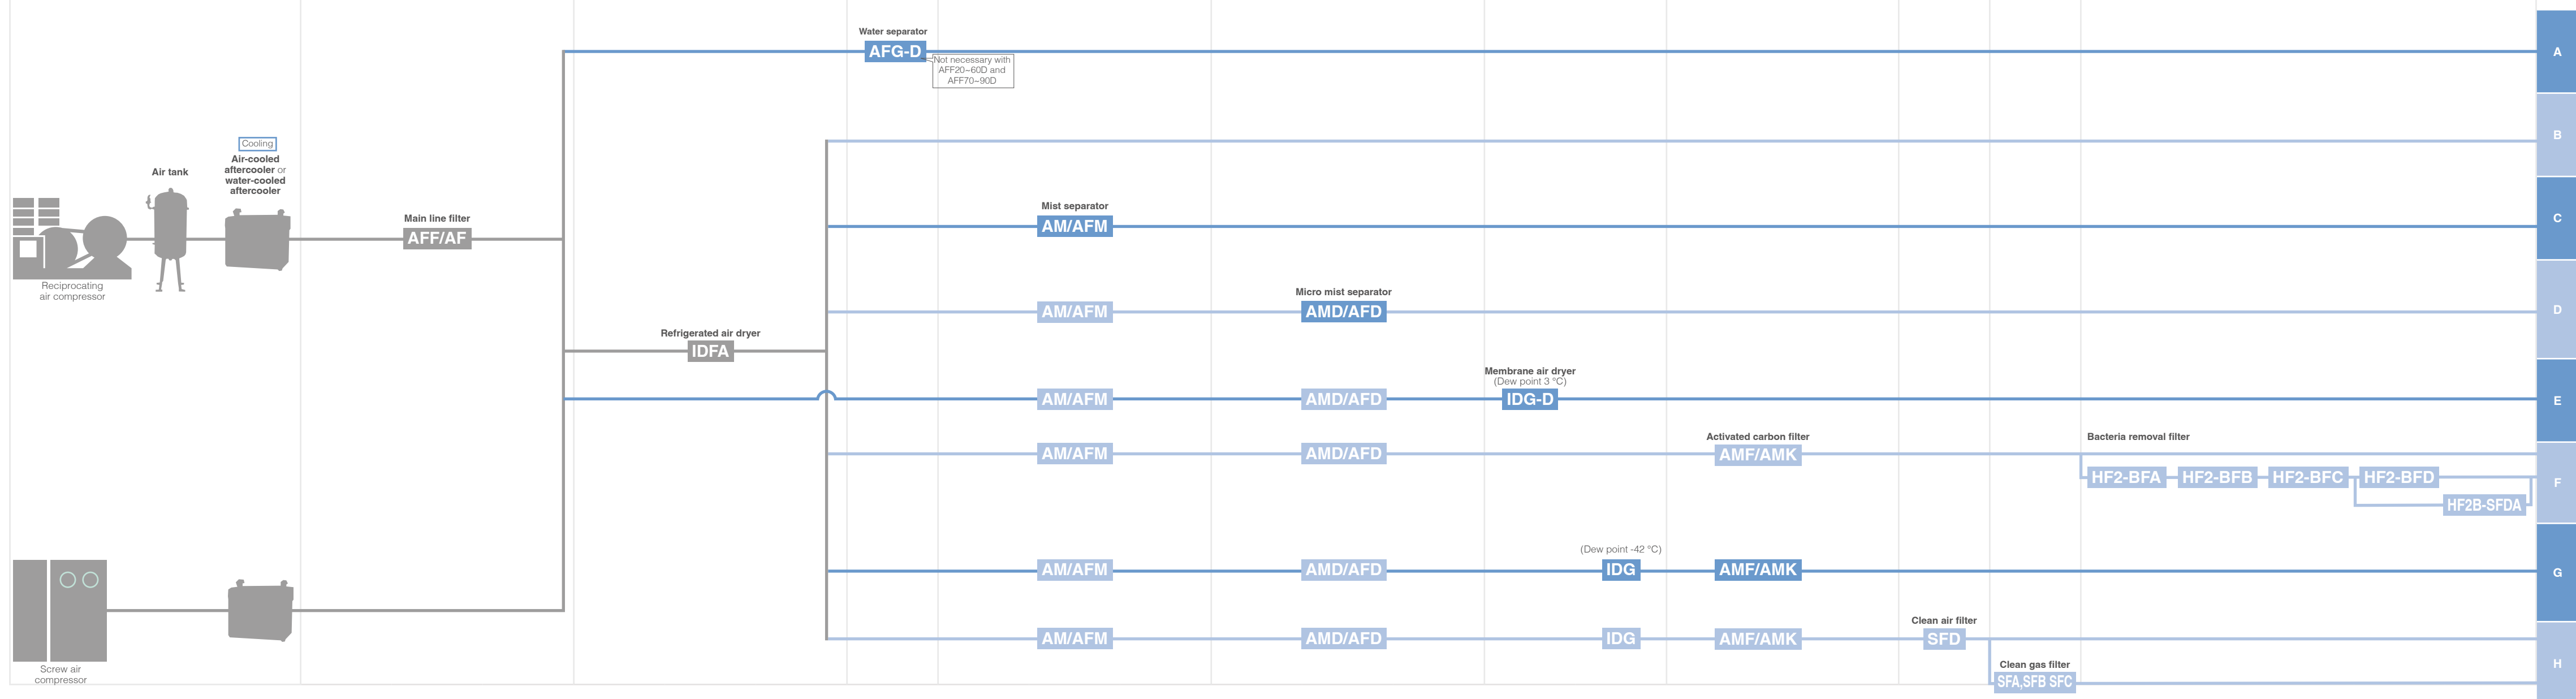 Water separator
AFG-D
A
Not necessary with
AFF20~60D and
AFF70~90D
B
Cooling
Air-cooled
aftercooler or
water-cooled
aftercooler
Air tank
Reciprocating
air compressor
Main line filter
AFF/AF
Mist separator
AM/AFM
C
Micro mist separator
AM/AFM
AMD/AFD
D
Refrigerated air dryer
IDFA
Membrane air dryer
(Dew point 3 °C)
AM/AFM
AMD/AFD
IDG-D
E
Activated carbon filter
Bacteria removal filter
AM/AFM
AMD/AFD
AMF/AMK
HF2-BFA
HF2-BFB
HF2-BFC
HF2-BFD
F
HF2B-SFDA
(Dew point -42 °C)
AM/AFM
AMD/AFD
IDG
AMF/AMK
G
Clean air filter
AM/AFM
AMD/AFD
IDG
AMF/AMK
SFD
Clean gas filter
H
SFA,SFB SFC
Screw air
compressor